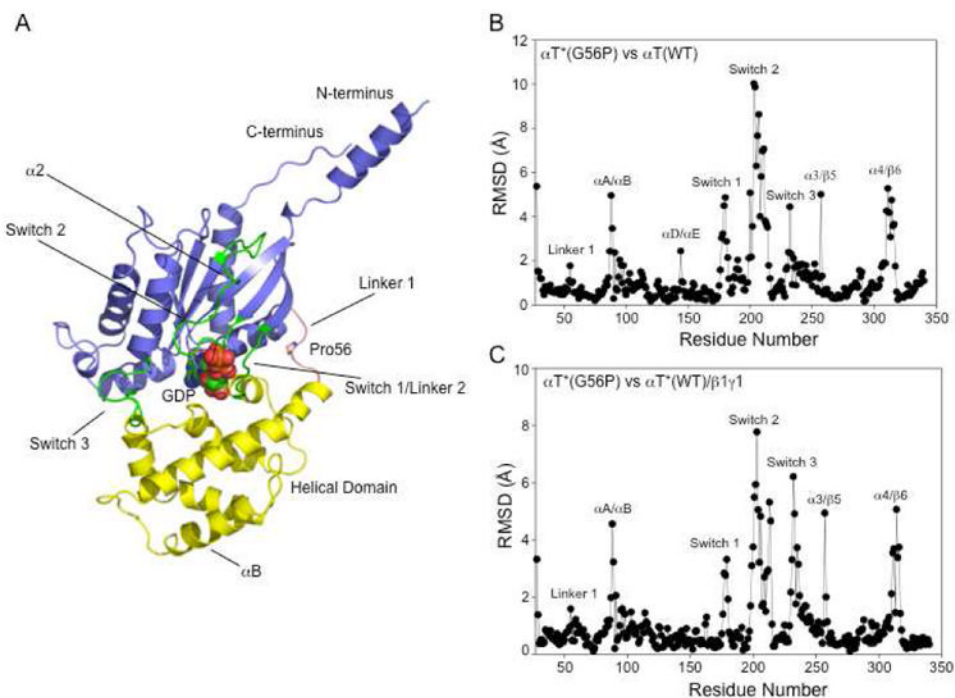 A
N-terminus
C-terminus
α2
Switch 2
Linker 1
Pro56
GDP
Switch 1/Linker 2
Switch 3
Helical Domain
αB
B
αT*(G56P) vs αT(WT)
RMSD (Å)
12
10
8
6
4
2
0
Switch 2
αA/αB
Switch 1
α3/β5
α4/β6
Switch 3
αD/αE
Linker 1
50 100 150 200 250 300 350
Residue Number
C
αT*(G56P) vs αT*(WT)/β1γ1
RMSD (Å)
10
8
6
4
2
0
Switch 2
Switch 3
αA/αB
α3/β5
α4/β6
Switch 1
Linker 1
50 100 150 200 250 300 350
Residue Number